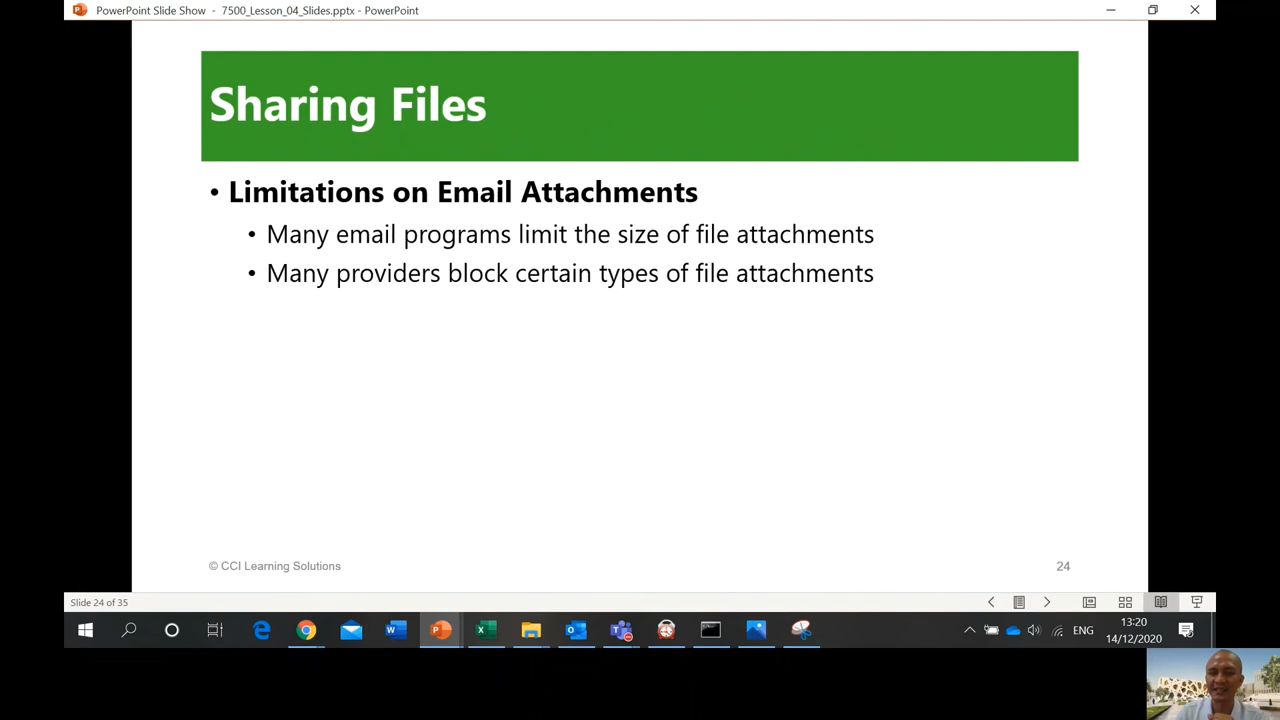 PowerPoint Slide Show - 7500_Lesson_04_Slides.pptx - PowerPoint
Sharing Files
• Limitations on Email Attachments
• Many email programs limit the size of file attachments
• Many providers block certain types of file attachments
© CCI Learning Solutions
24
Slide 24 of 35
ENG
13:20
14/12/2020